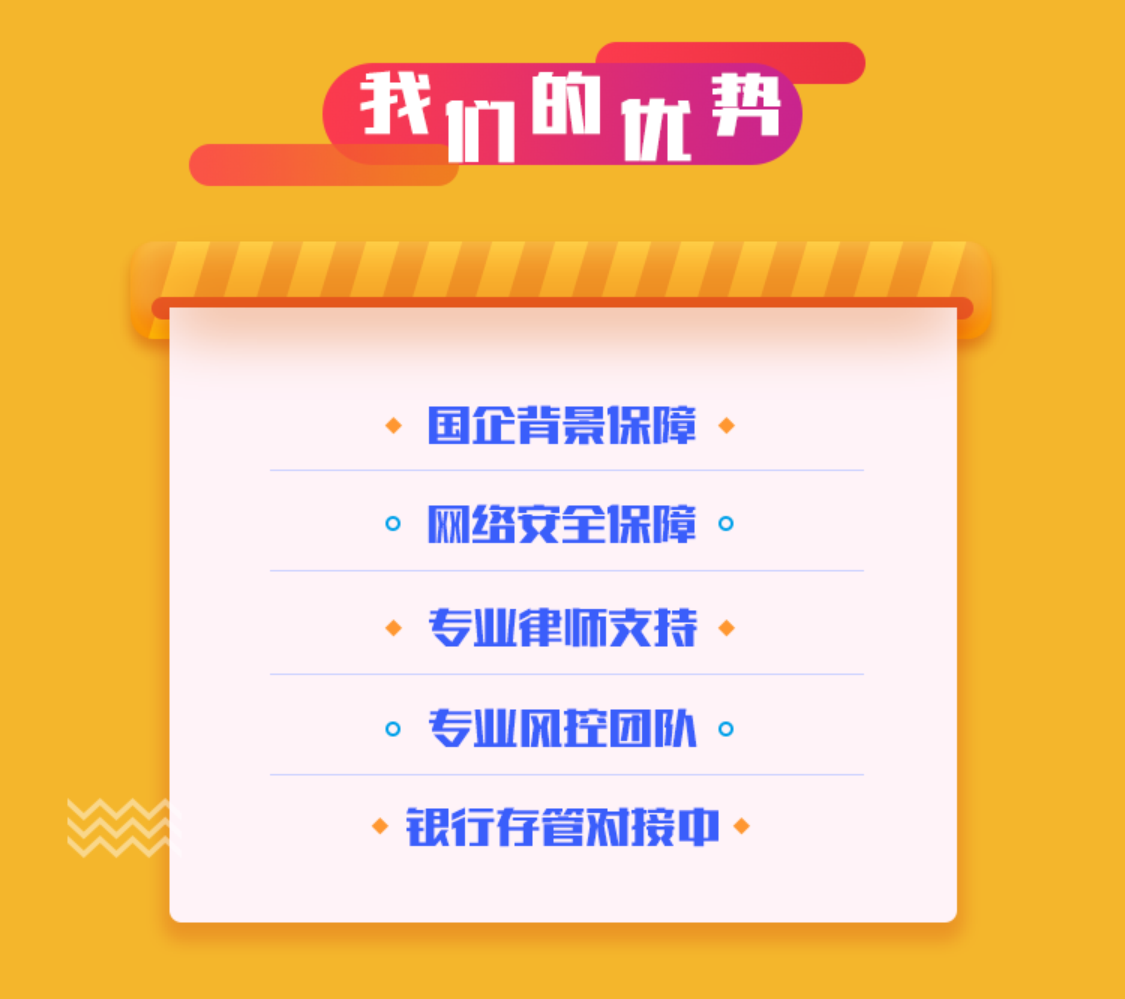 我们的优势
国企背景保障
网络安全保障
专业律师支持
专业风控团队
银行存管对接中